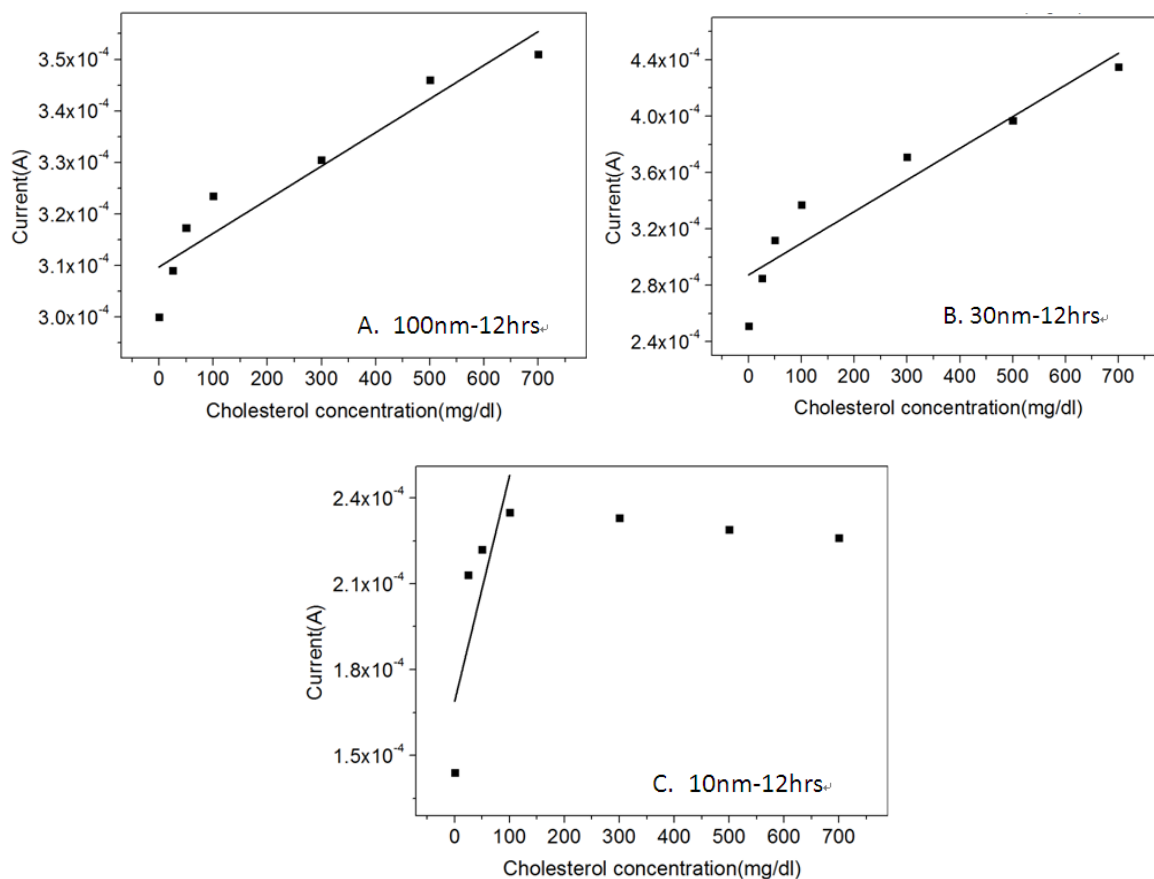 Current(A)
3.5x10⁻⁴
3.4x10⁻⁴
3.3x10⁻⁴
3.2x10⁻⁴
3.1x10⁻⁴
3.0x10⁻⁴
A. 100nm-12hrs
0 100 200 300 400 500 600 700
Cholesterol concentration(mg/dl)
Current(A)
4.4x10⁻⁴
4.0x10⁻⁴
3.6x10⁻⁴
3.2x10⁻⁴
2.8x10⁻⁴
2.4x10⁻⁴
B. 30nm-12hrs
0 100 200 300 400 500 600 700
Cholesterol concentration(mg/dl)
Current(A)
2.4x10⁻⁴
2.1x10⁻⁴
1.8x10⁻⁴
1.5x10⁻⁴
C. 10nm-12hrs
0 100 200 300 400 500 600 700
Cholesterol concentration(mg/dl)